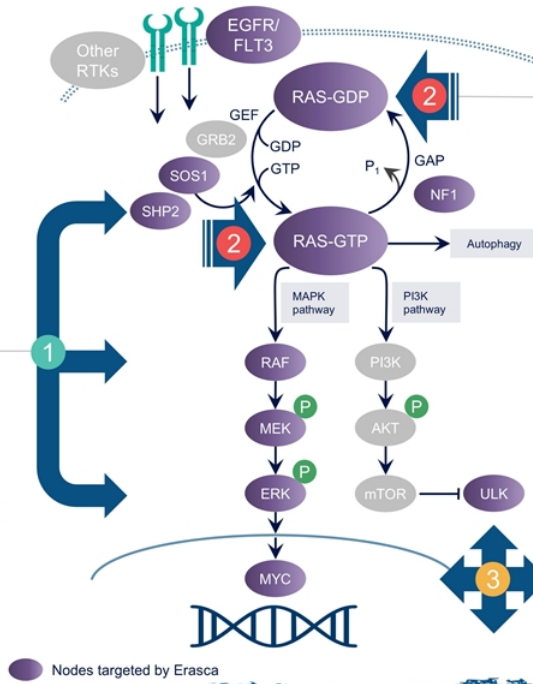 EGFR/
FLT3
Other
RTKs
RAS-GDP
2
GEF
GRB2
GDP
GTP
P1
GAP
SOS1
NF1
SHP2
2
RAS-GTP
Autophagy
MAPK
pathway
PI3K
pathway
1
RAF
PI3K
P
P
MEK
AKT
P
ERK
mTOR
ULK
MYC
3
Nodes targeted by Erasca